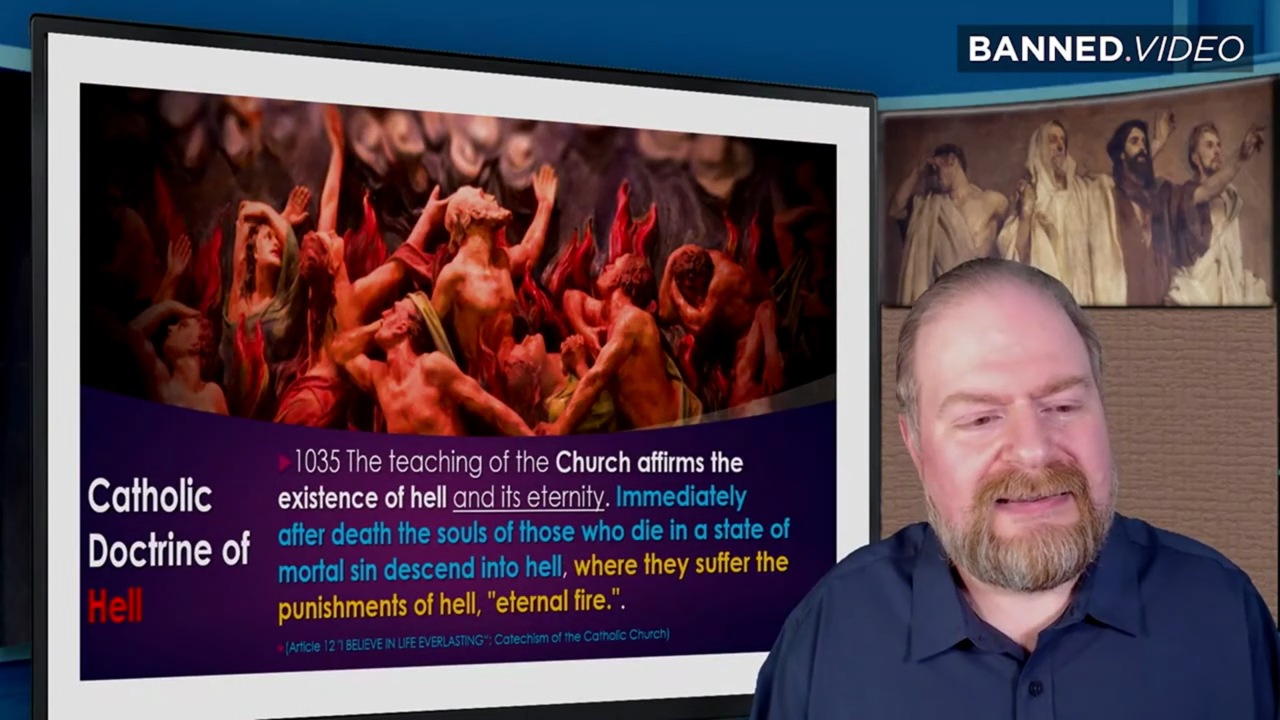 BANNED.VIDEO
Catholic
Doctrine of
Hell
1035 The teaching of the Church affirms the
existence of hell and its eternity. Immediately
after death the souls of those who die in a state of
mortal sin descend into hell, where they suffer the
punishments of hell, "eternal fire.".
(Article 12 "I BELIEVE IN LIFE EVERLASTING"; Catechism of the Catholic Church)